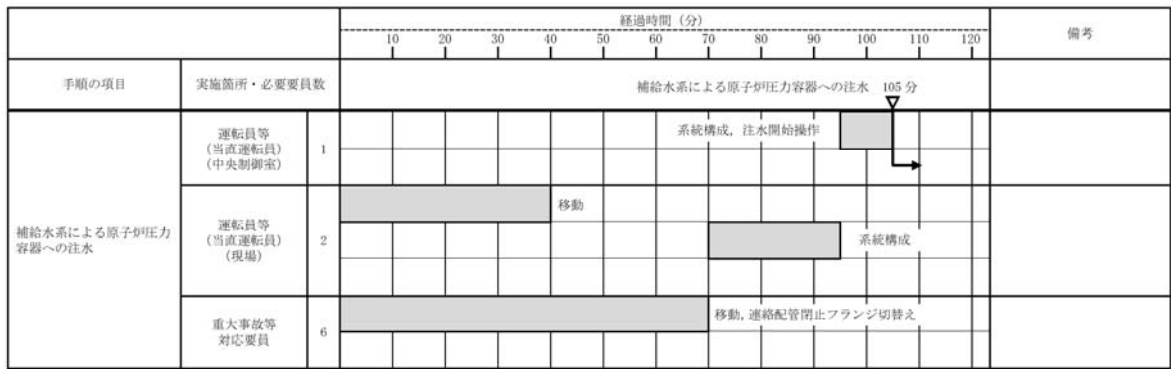 経過時間（分）
備考
10 20 30 40 50 60 70 80 90 100 110 120
手順の項目
実施箇所・必要要員数
補給水系による原子炉圧力容器への注水 105 分
補給水系による原子炉圧力
容器への注水
運転員等
（当直運転員）
（中央制御室）
1
系統構成，注水開始操作
運転員等
（当直運転員）
（現場）
2
移動
系統構成
重大事故等
対応要員
6
移動，連絡配管閉止フランジ切替え